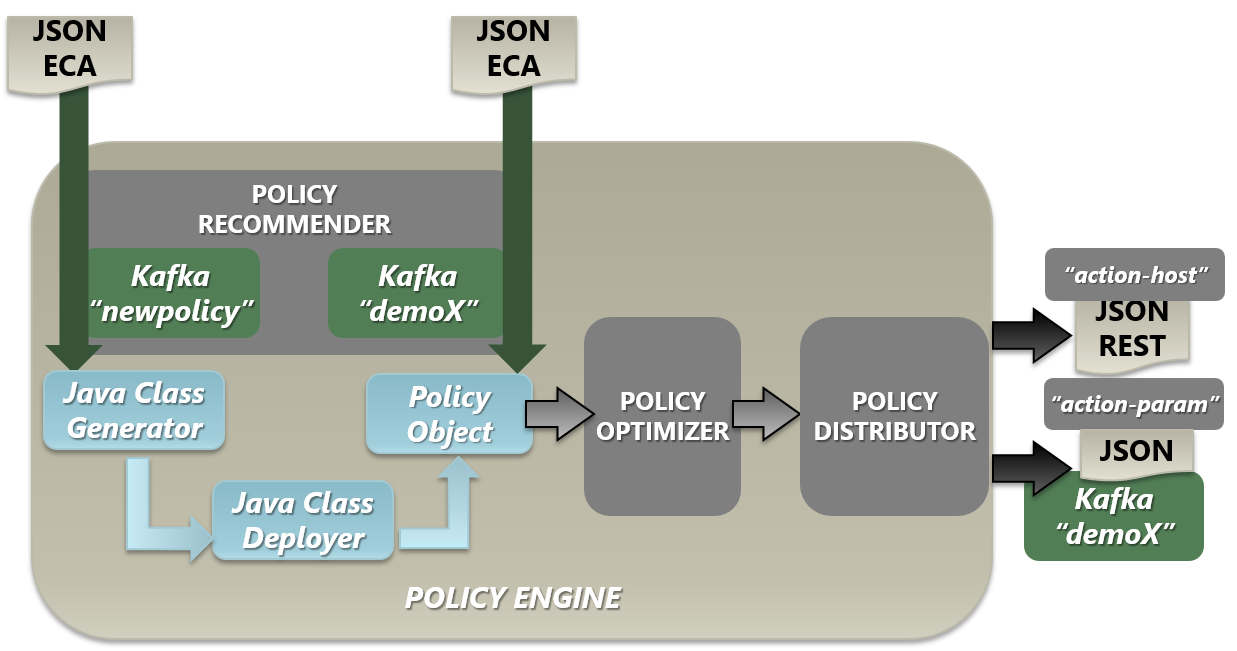 JSON
ECA
JSON
ECA
POLICY
RECOMMENDER
Kafka
“newpolicy”
Kafka
“demoX”
Java Class
Generator
Policy
Object
Java Class
Deployer
POLICY
OPTIMIZER
POLICY
DISTRIBUTOR
“action-host”
JSON
REST
“action-param”
JSON
Kafka
“demoX”
POLICY ENGINE